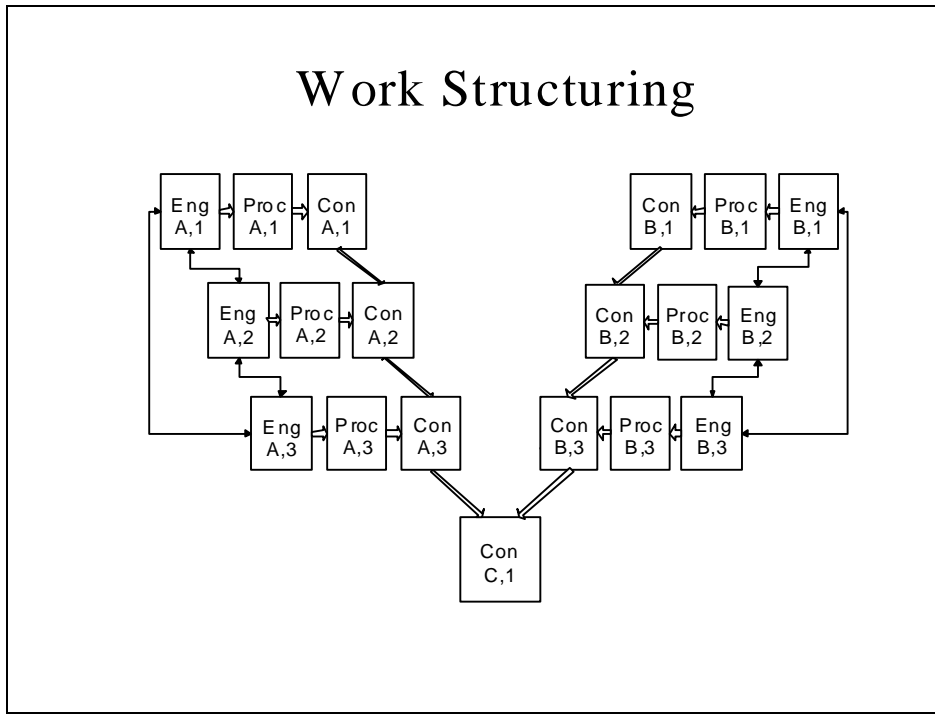 Work Structuring
Eng
A,1
Proc
A,1
Con
A,1
Con
B,1
Proc
B,1
Eng
B,1
Eng
A,2
Proc
A,2
Con
A,2
Con
B,2
Proc
B,2
Eng
B,2
Eng
A,3
Proc
A,3
Con
A,3
Con
B,3
Proc
B,3
Eng
B,3
Con
C,1